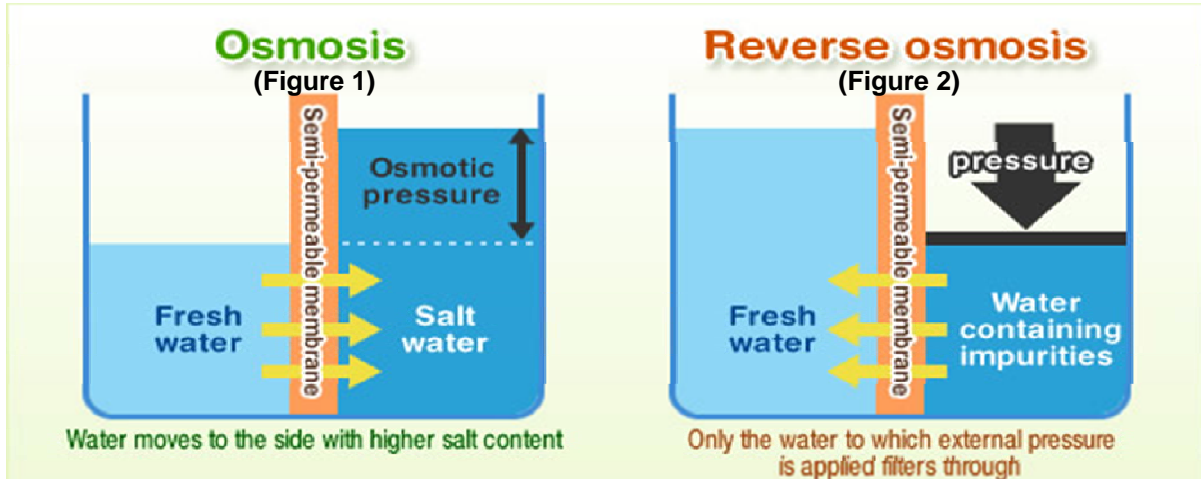 Osmosis
(Figure 1)
Semi-permeable membrane
Osmotic
pressure
Fresh
water
Salt
water
Water moves to the side with higher salt content
Reverse osmosis
(Figure 2)
Semi-permeable membrane
pressure
Fresh
water
Water
containing
impurities
Only the water to which external pressure
is applied filters through